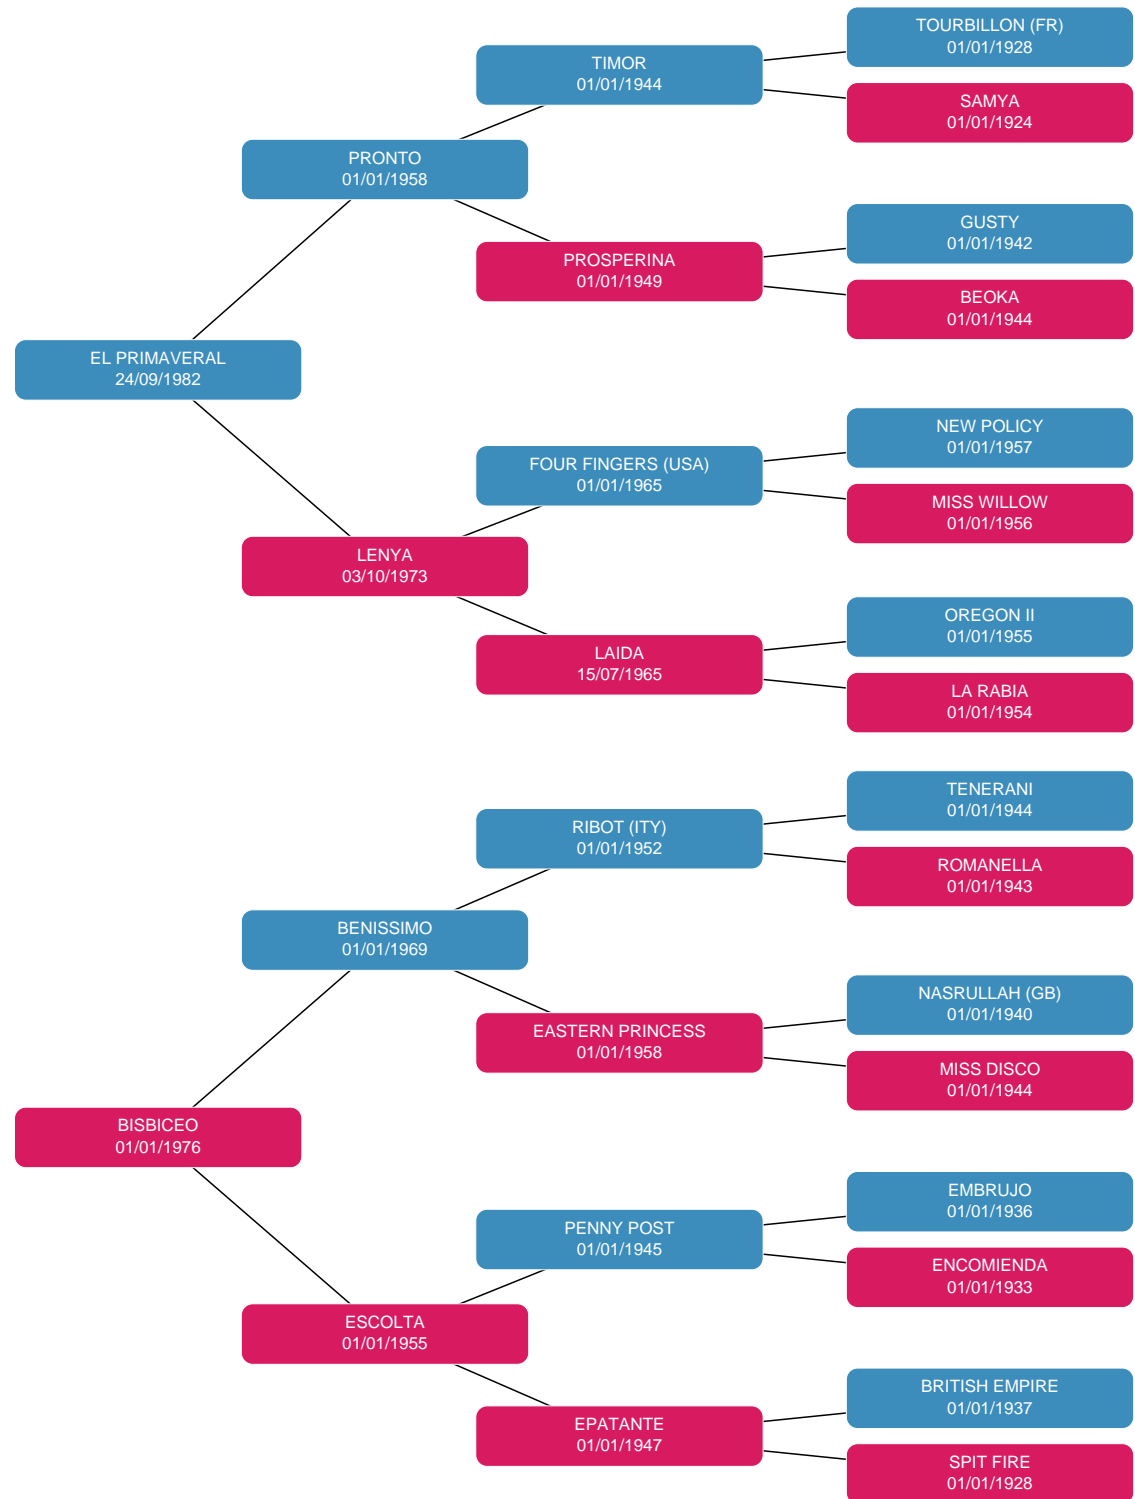 TOURBILLON (FR)
01/01/1928
TIMOR
01/01/1944
SAMYA
01/01/1924
PRONTO
01/01/1958
GUSTY
01/01/1942
PROSPERINA
01/01/1949
BEOKA
01/01/1944
EL PRIMAVERAL
24/09/1982
NEW POLICY
01/01/1957
FOUR FINGERS (USA)
01/01/1965
MISS WILLOW
01/01/1956
LENYA
03/10/1973
OREGON II
01/01/1955
LAIDA
15/07/1965
LA RABIA
01/01/1954
TENERANI
01/01/1944
RIBOT (ITY)
01/01/1952
ROMANELLA
01/01/1943
BENISSIMO
01/01/1969
NASRULLAH (GB)
01/01/1940
EASTERN PRINCESS
01/01/1958
MISS DISCO
01/01/1944
BISBICEO
01/01/1976
EMBRUJO
01/01/1936
PENNY POST
01/01/1945
ENCOMIENDA
01/01/1933
ESCOLTA
01/01/1955
BRITISH EMPIRE
01/01/1937
EPATANTE
01/01/1947
SPIT FIRE
01/01/1928